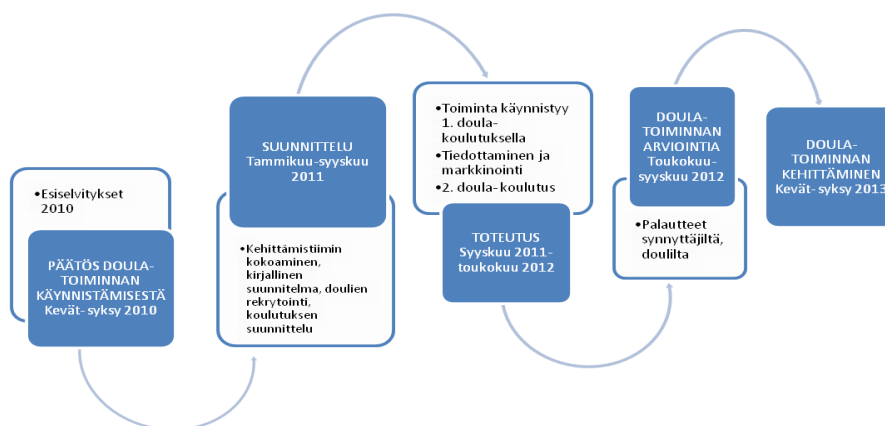 •Esiselvitykset
2010
PÄÄTÖS DOULA-
TOIMINNAN
KÄYNNISTÄMISESTÄ
Kevät- syksy 2010
SUUNNITTELU
Tammikuu-syyskuu
2011
•Kehittämistiimin
kokoaminen,
kirjallinen
suunnitelma, doulien
rekrytointi,
koulutuksen
suunnittelu
•Toiminta käynnistyy
1. doula-
koulutuksella
•Tiedottaminen ja
markkinointi
•2. doula- koulutus
TOTEUTUS
Syyskuu 2011-
toukokuu 2012
DOULA-
TOIMINNAN
ARVIOINTIA
Toukokuu-
syyskuu 2012
•Palautteet
synnyttäjiltä,
doulilta
DOULA-
TOIMINNAN
KEHITTÄMINEN
Kevät- syksy 2013